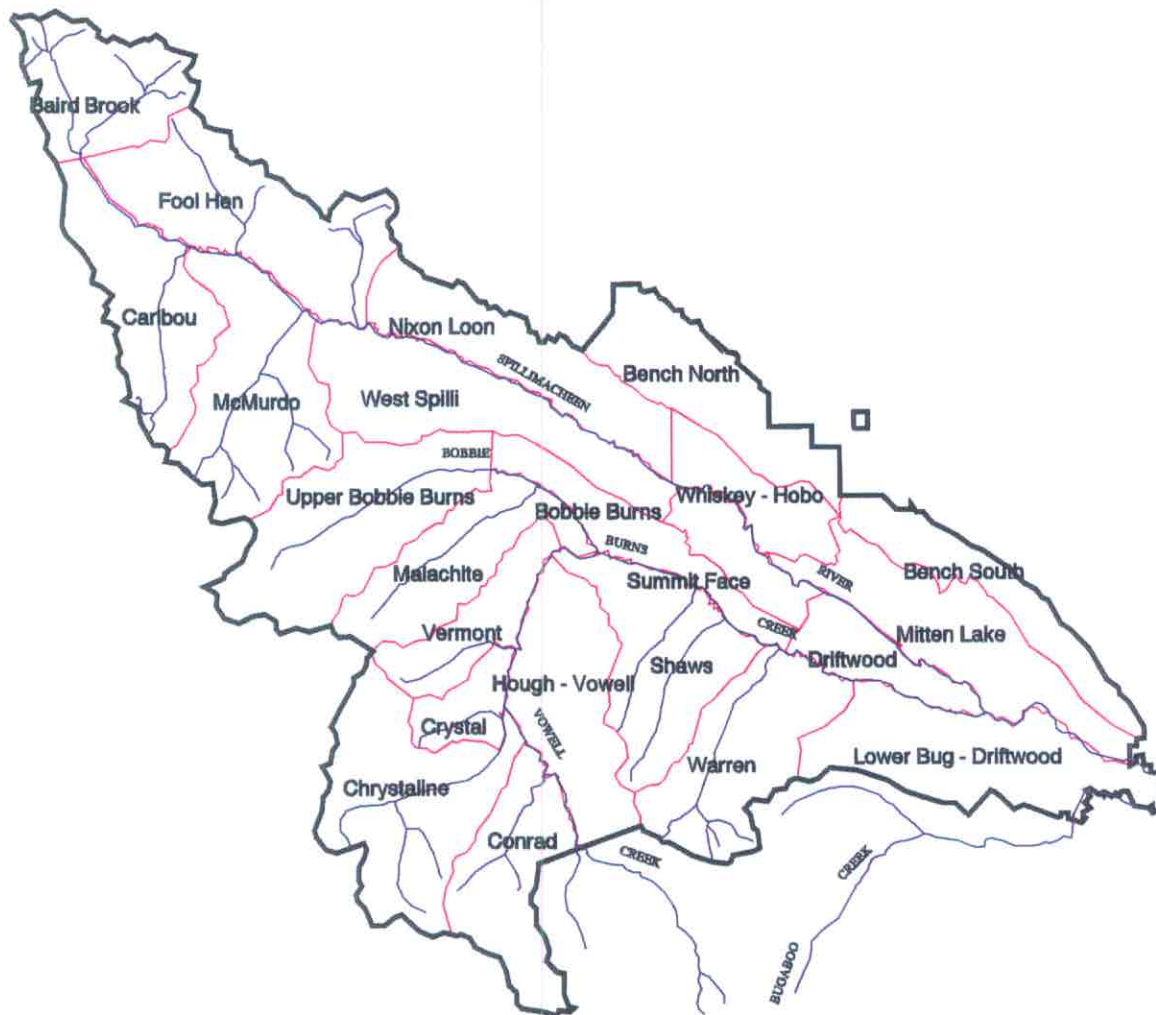 Baird Brook
Fool Hen
Caribou
Nixon Loon
SPILLIMACHEEN
Bench North
McMurdo
West Spilli
BOBBIE
Upper Bobbie Burns
Bobbie Burns
Whiskey - Hobo
BURNS
Malachite
Summit Face
RIVER
Bench South
Vermont
CREEK
Mitten Lake
Shaws
Driftwood
Hough - Vowell
Crystal
VOWELL
Warren
Lower Bug - Driftwood
Chrystaline
Conrad
CREEK
CREEK
BUGABOO